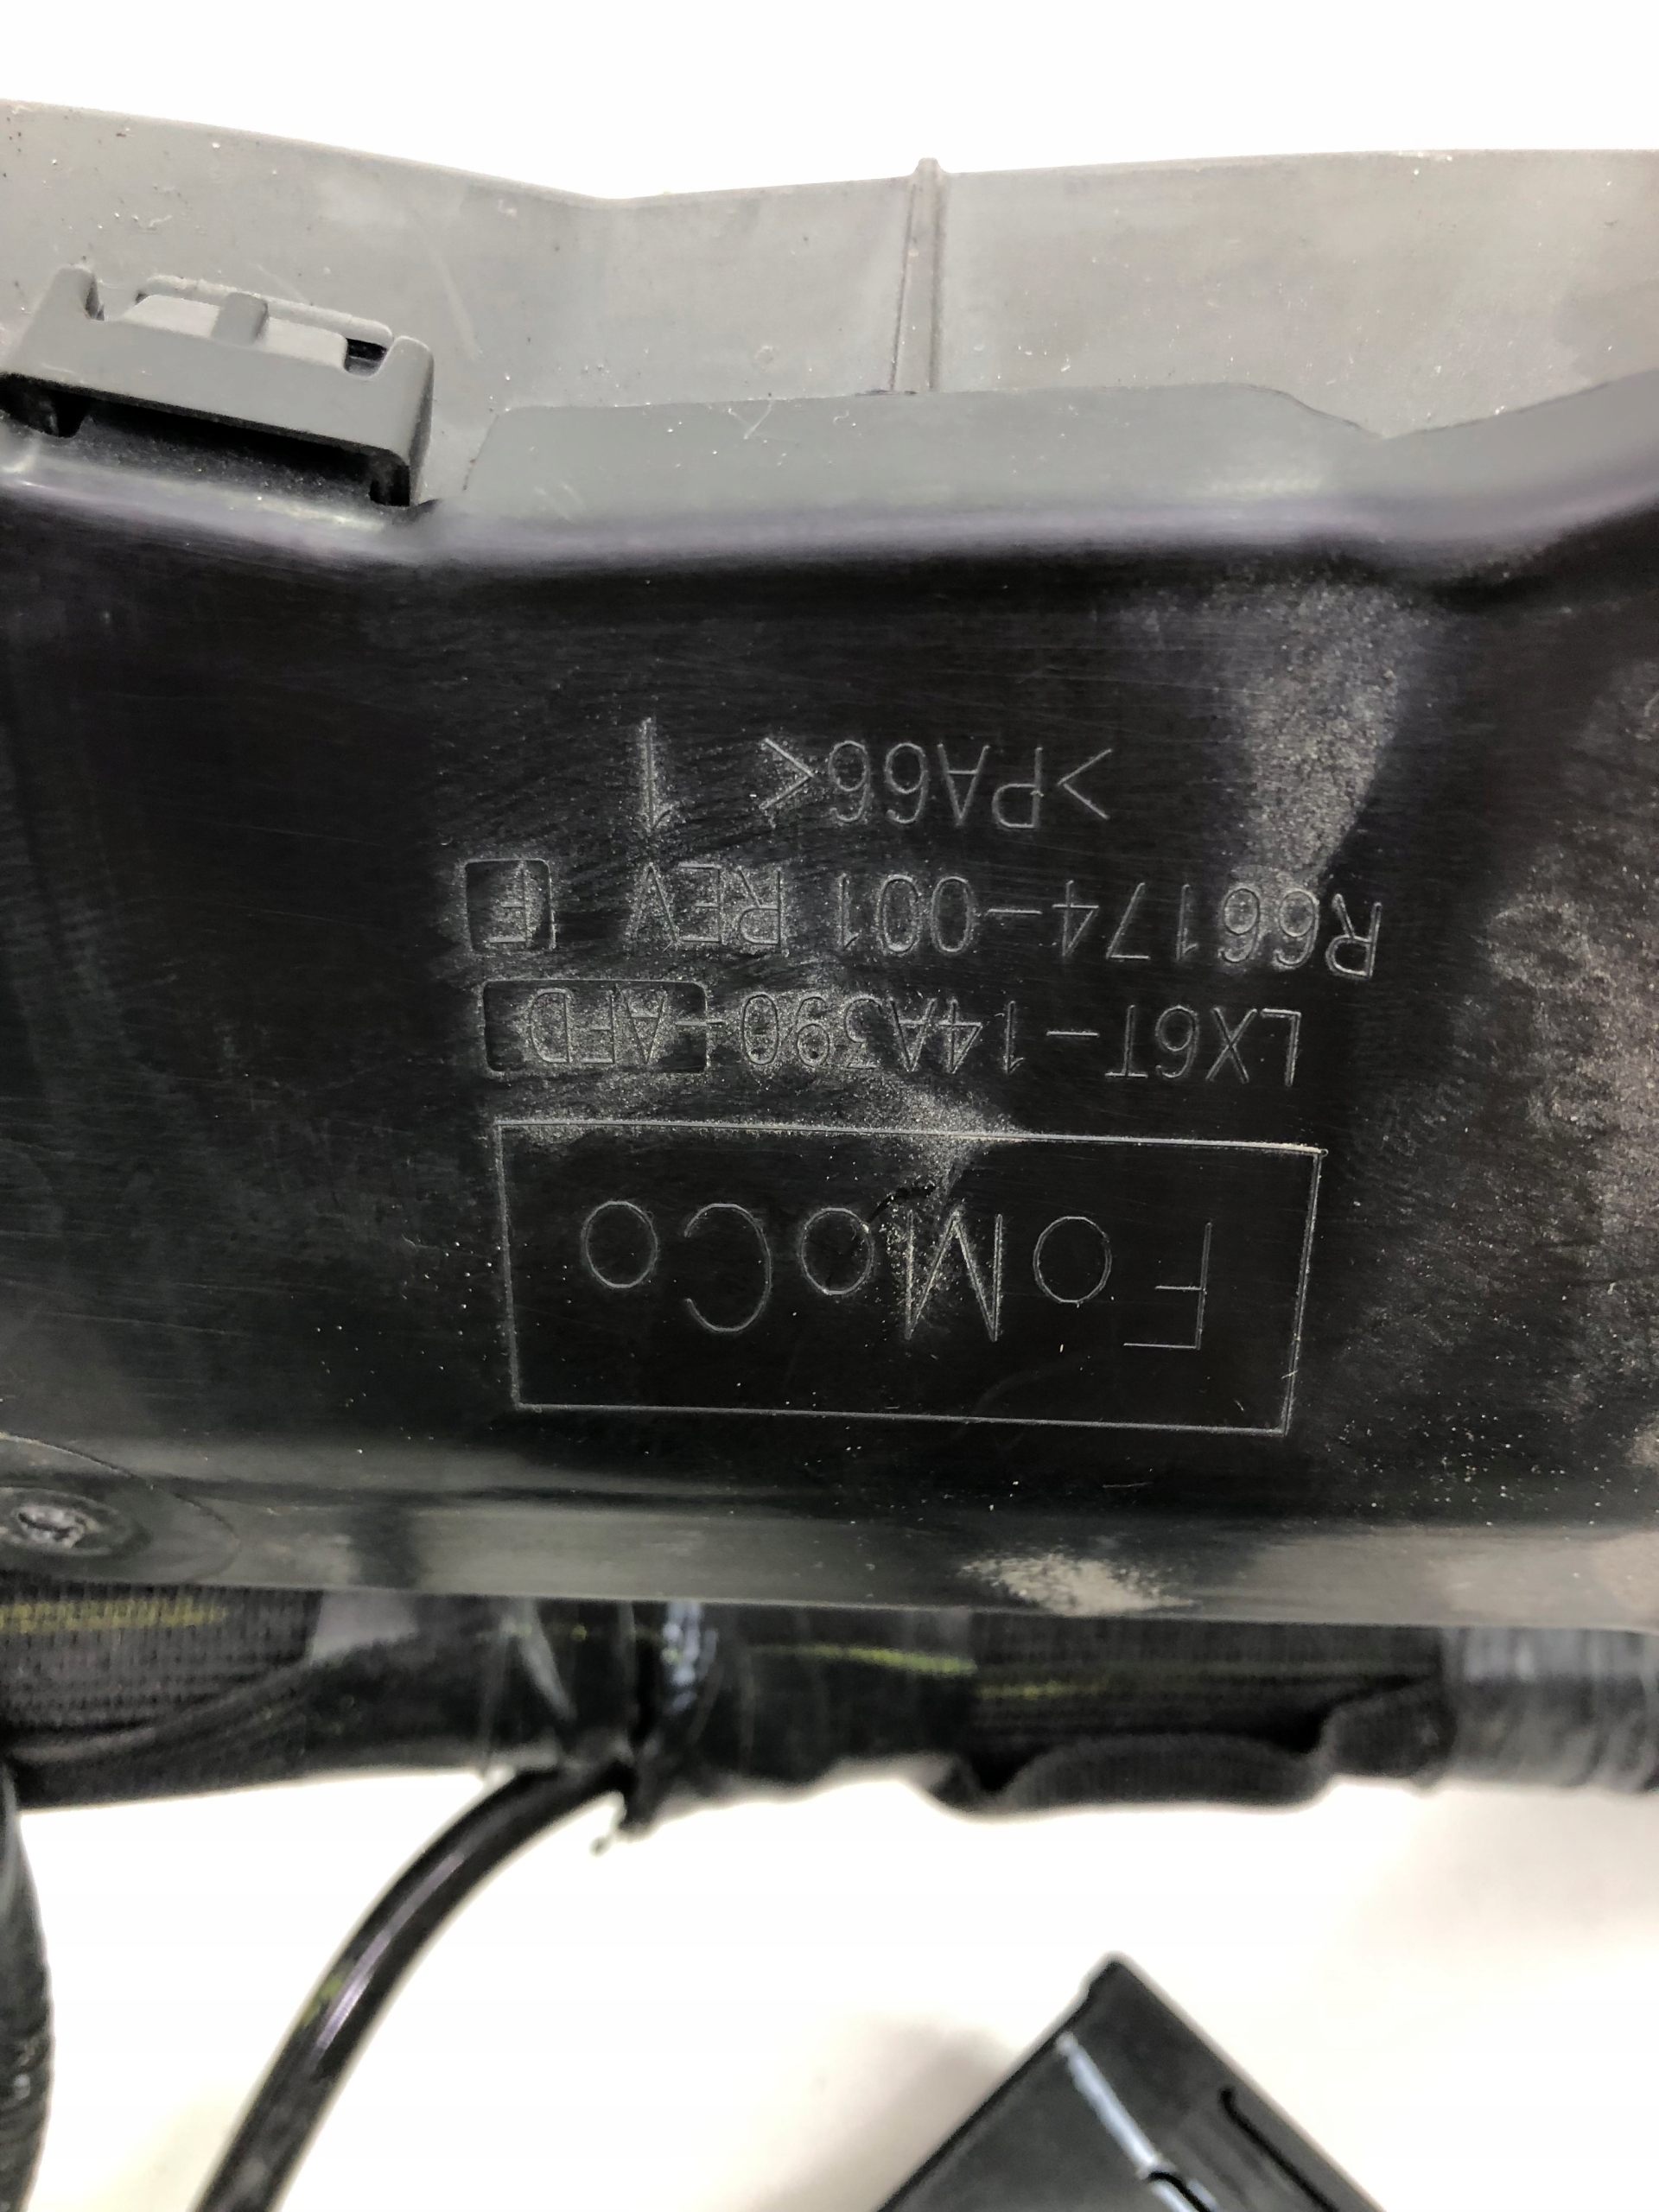 FoMoCo
LX6T-14A390-AFD
R66174-001 REV E
>PA66< 1